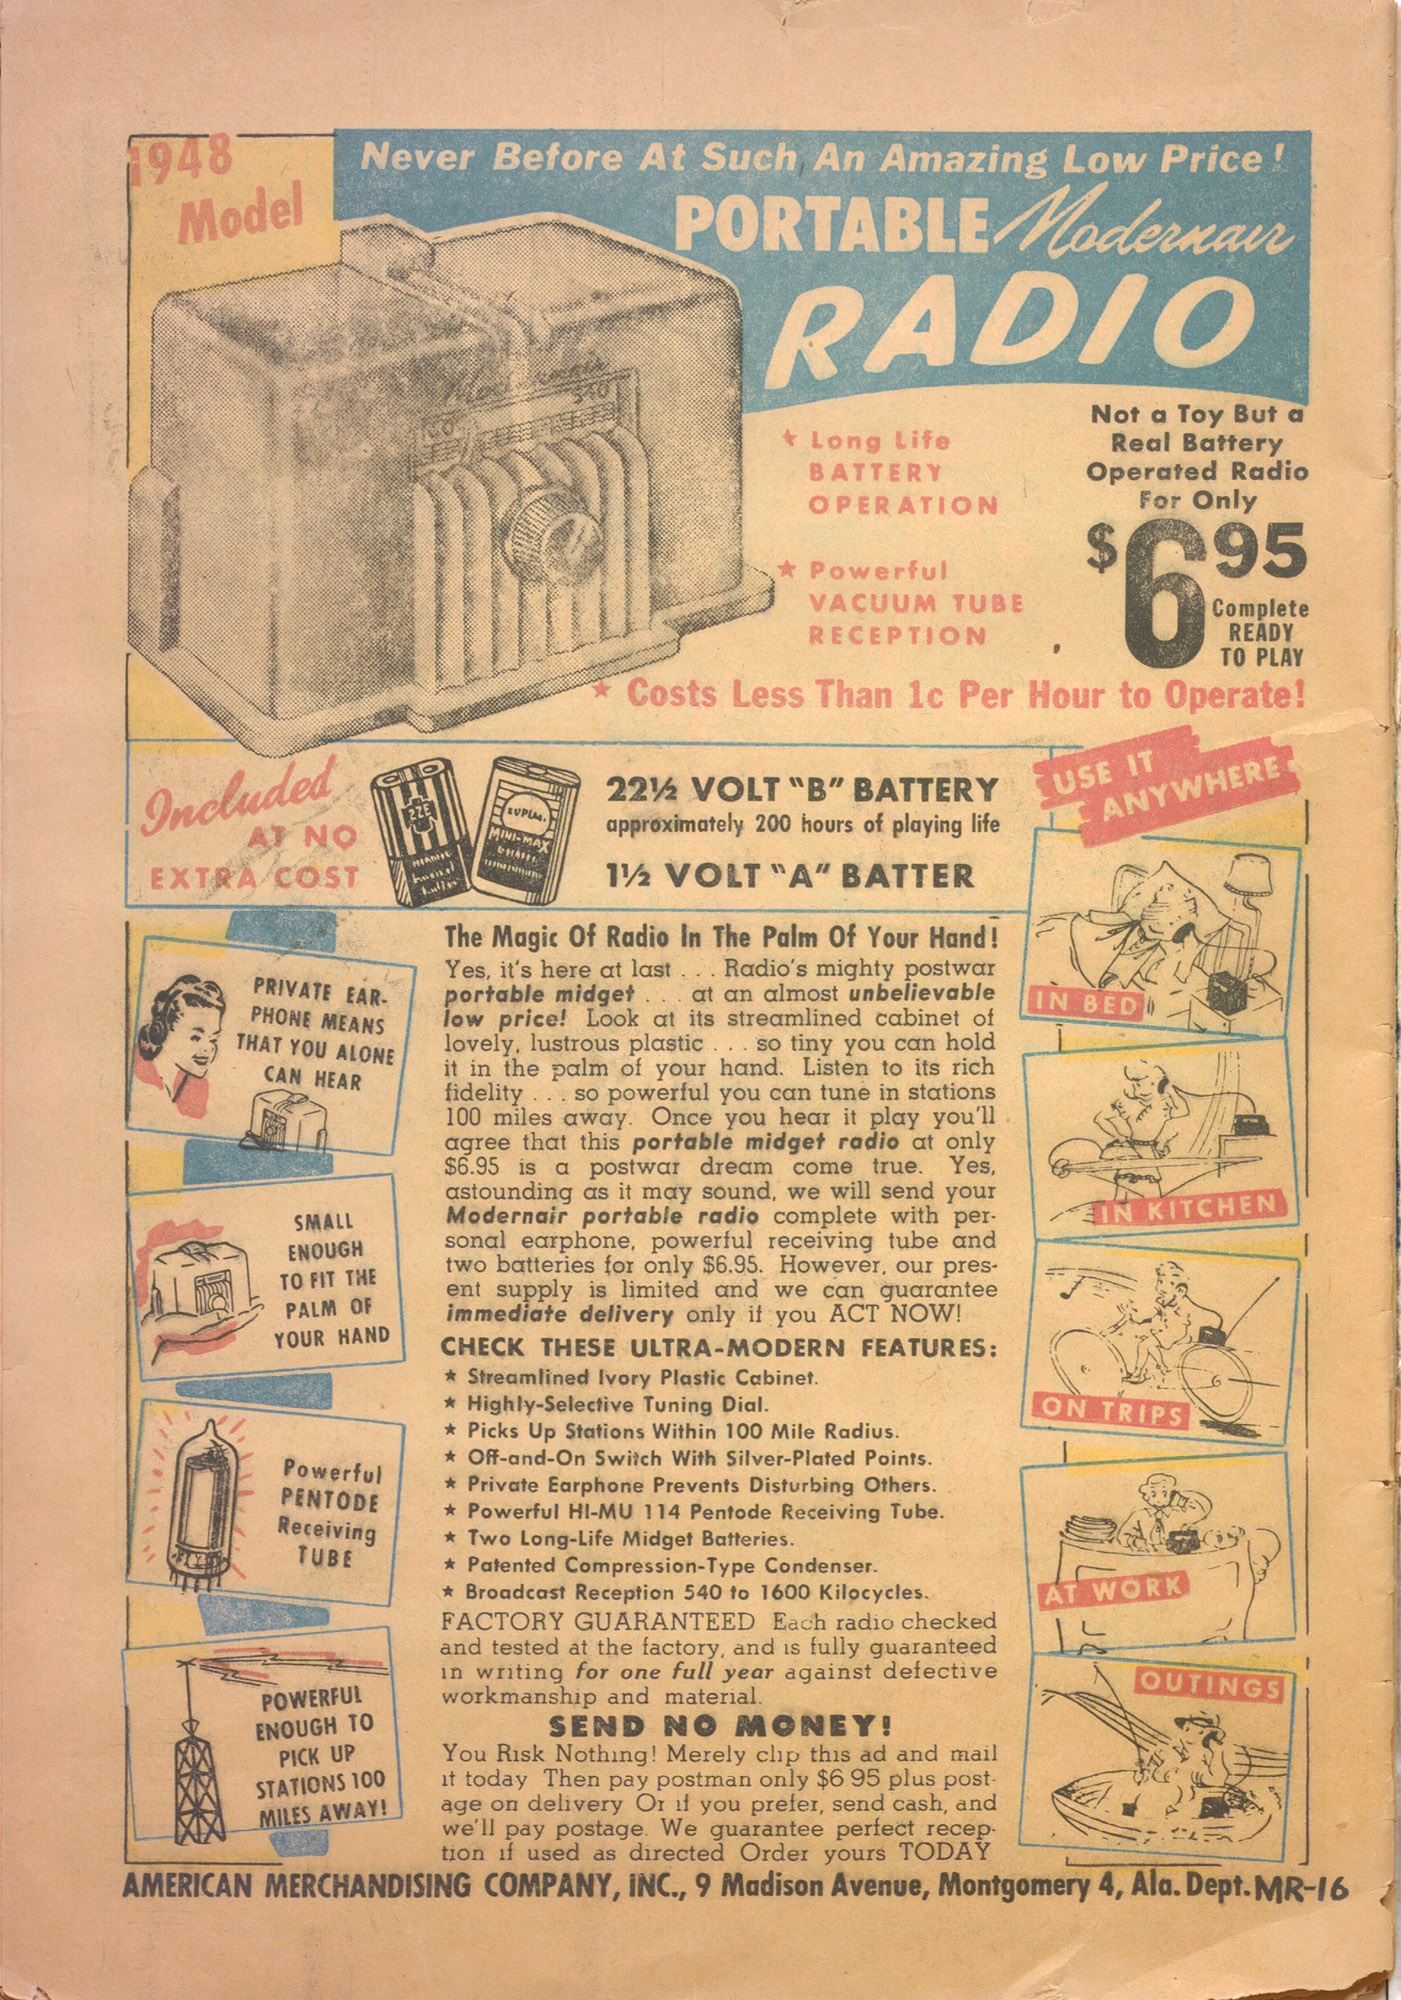 1948
Model
Never Before At Such An Amazing Low Price!
PORTABLE Modernair
RADIO
540
★ Long Life
BATTERY
OPERATION
★ Powerful
VACUUM TUBE
RECEPTION
Not a Toy But a
Real Battery
Operated Radio
For Only
$6.95
Complete
READY
TO PLAY
★ Costs Less Than 1c Per Hour to Operate!
Included
AT NO
EXTRA COST
MINI-MAX
22½ VOLT "B" BATTERY
approximately 200 hours of playing life
1½ VOLT "A" BATTER
USE IT
ANYWHERE
PRIVATE EAR-
PHONE MEANS
THAT YOU ALONE
CAN HEAR
SMALL
ENOUGH
TO FIT THE
PALM OF
YOUR HAND
Powerful
PENTODE
Receiving
TUBE
POWERFUL
ENOUGH TO
PICK UP
STATIONS 100
MILES AWAY!
The Magic Of Radio In The Palm Of Your Hand!
Yes, it's here at last . . . Radio's mighty postwar
portable midget . . . at an almost unbelievable
low price! Look at its streamlined cabinet of
lovely, lustrous plastic . . . so tiny you can hold
it in the palm of your hand. Listen to its rich
fidelity . . . so powerful you can tune in stations
100 miles away. Once you hear it play you'll
agree that this portable midget radio at only
$6.95 is a postwar dream come true. Yes,
astounding as it may sound, we will send your
Modernair portable radio complete with per-
sonal earphone, powerful receiving tube and
two batteries for only $6.95. However, our pres-
ent supply is limited and we can guarantee
immediate delivery only if you ACT NOW!
CHECK THESE ULTRA-MODERN FEATURES:
★ Streamlined Ivory Plastic Cabinet.
★ Highly-Selective Tuning Dial.
★ Picks Up Stations Within 100 Mile Radius.
★ Off-and-On Switch With Silver-Plated Points.
★ Private Earphone Prevents Disturbing Others.
★ Powerful HI-MU 114 Pentode Receiving Tube.
★ Two Long-Life Midget Batteries.
★ Patented Compression-Type Condenser.
★ Broadcast Reception 540 to 1600 Kilocycles.
FACTORY GUARANTEED Each radio checked
and tested at the factory, and is fully guaranteed
in writing for one full year against defective
workmanship and material.
SEND NO MONEY!
You Risk Nothing! Merely clip this ad and mail
it today Then pay postman only $6 95 plus post-
age on delivery Or if you prefer, send cash, and
we'll pay postage. We guarantee perfect recep-
tion if used as directed Order yours TODAY
IN BED
IN KITCHEN
ON TRIPS
AT WORK
OUTINGS
AMERICAN MERCHANDISING COMPANY, INC., 9 Madison Avenue, Montgomery 4, Ala. Dept. MR-16